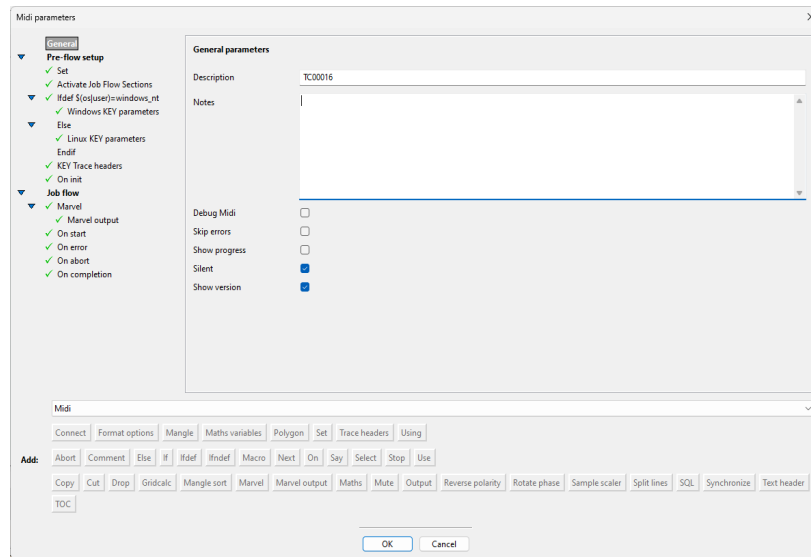 Midi parameters
General
Pre-flow setup
Set
Activate Job Flow Sections
Ifdef $(os|user)=windows_nt
Windows KEY parameters
Else
Linux KEY parameters
Endif
KEY Trace headers
On init
Job flow
Marvel
Marvel output
On start
On error
On abort
On completion
General parameters
Description TC00016
Notes
Debug Midi
Skip errors
Show progress
Silent
Show version
Midi
Connect Format options Mangle Maths variables Polygon Set Trace headers Using
Add: Abort Comment Else If Ifdef Ifndef Macro Next On Say Select Stop Use
Copy Cut Drop Gridcalc Mangle sort Marvel Marvel output Maths Mute Output Reverse polarity Rotate phase Sample scaler Split lines SQL Synchronize Text header
TOC
OK Cancel